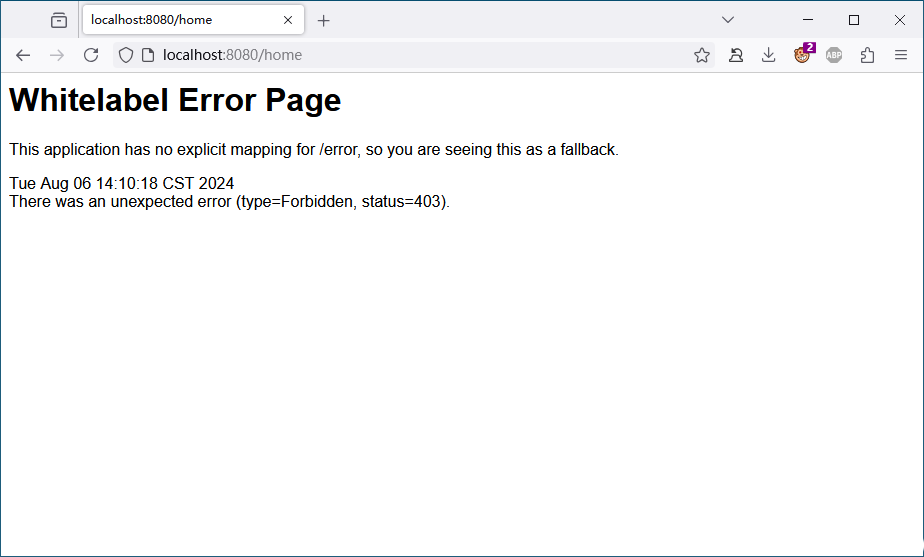 localhost:8080/home
localhost:8080/home
2
ABP
Whitelabel Error Page
This application has no explicit mapping for /error, so you are seeing this as a fallback.
Tue Aug 06 14:10:18 CST 2024
There was an unexpected error (type=Forbidden, status=403).